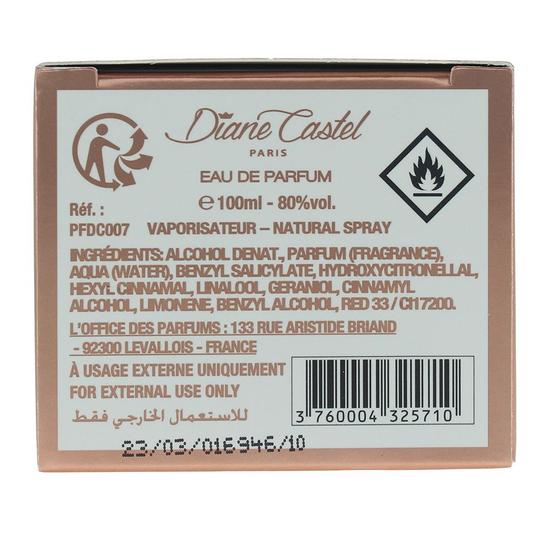 Diane Castel
PARIS
EAU DE PARFUM
℮100ml - 80%vol.
Réf. :
PFDC007 VAPORISATEUR – NATURAL SPRAY
INGRÉDIENTS: ALCOHOL DENAT., PARFUM (FRAGRANCE),
AQUA (WATER), BENZYL SALICYLATE, HYDROXYCITRONELLAL,
HEXYL CINNAMAL, LINALOOL, GERANIOL, CINNAMYL
ALCOHOL, LIMONENE, BENZYL ALCOHOL, RED 33 / CI17200.
L'OFFICE DES PARFUMS : 133 RUE ARISTIDE BRIAND
- 92300 LEVALLOIS - FRANCE
À USAGE EXTERNE UNIQUEMENT
FOR EXTERNAL USE ONLY
للاستعمال الخارجي فقط
3 760004 325710
23/03/016946/10